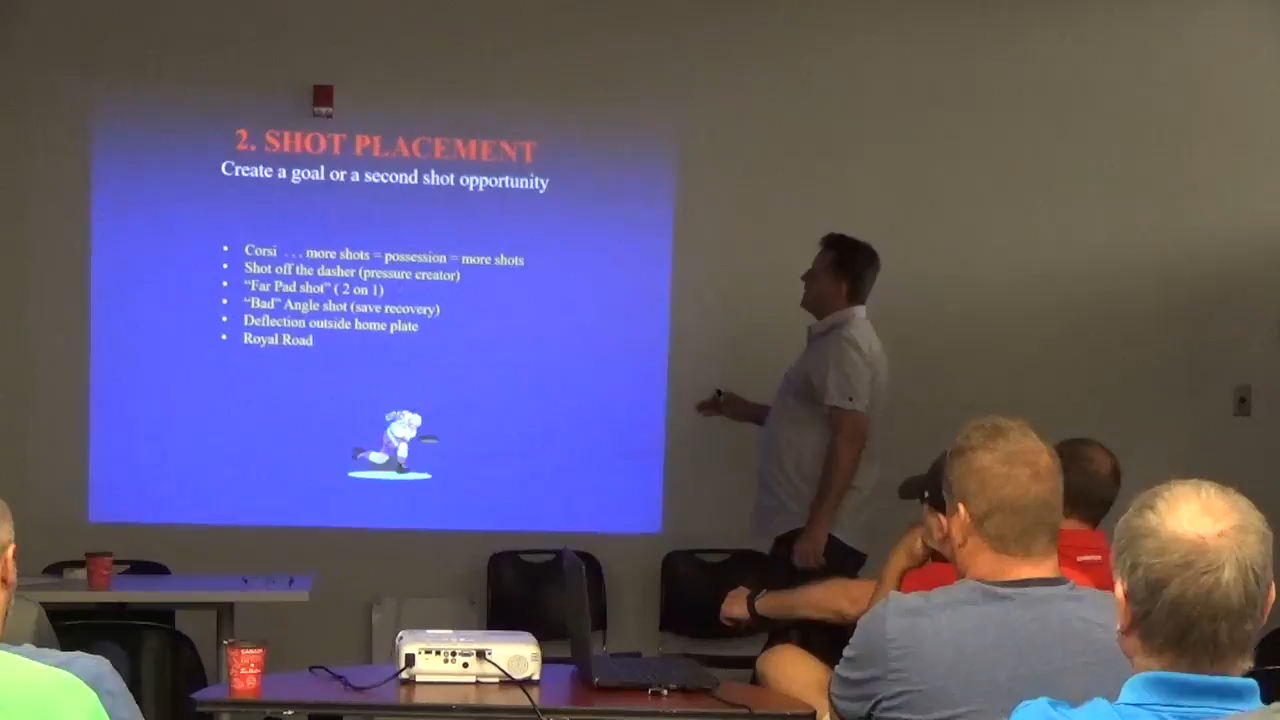 2. SHOT PLACEMENT
Create a goal or a second shot opportunity
• Corsi . . . more shots = possession = more shots
• Shot off the dasher (pressure creator)
• “Far Pad shot” ( 2 on 1)
• “Bad” Angle shot (save recovery)
• Deflection outside home plate
• Royal Road